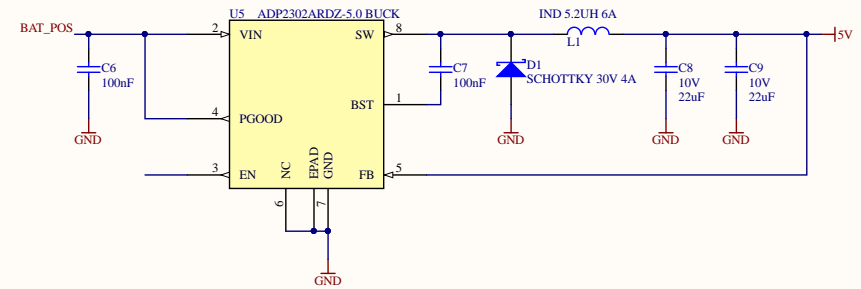 U5 ADP2302ARDZ-5.0 BUCK
IND 5.2UH 6A
BAT_POS
2
VIN
SW
8
L1
5V
C6
100nF
C7
100nF
D1
SCHOTTKY 30V 4A
C8
10V
22uF
C9
10V
22uF
BST
1
4
PGOOD
GND
GND
GND
GND
3
EN
NC
EPAD
GND
FB
5
6
7
GND